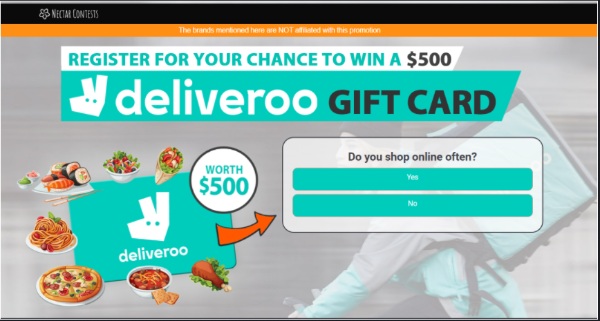 Nectar Contests
The brands mentioned here are NOT affiliated with this promotion
REGISTER FOR YOUR CHANCE TO WIN A $500
deliveroo GIFT CARD
Do you shop online often?
Yes
No
WORTH
$500
deliveroo